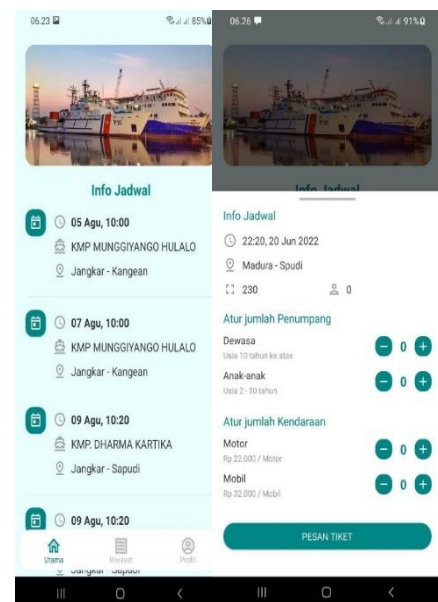 06.23
85%
Info Jadwal
05 Agu, 10:00
KMP MUNGGIYANGO HULALO
Jangkar - Kangean
07 Agu, 10:00
KMP MUNGGIYANGO HULALO
Jangkar - Kangean
09 Agu, 10:20
KMP. DHARMA KARTIKA
Jangkar - Sapudi
09 Agu, 10:20
Utama
Riwayat
Profil
Jangkar - Sapudi
06.26
91%
Info Jadwal
Info Jadwal
22:20, 20 Jun 2022
Madura - Spudi
230
0
Atur jumlah Penumpang
Dewasa
Usia 10 tahun ke atas
0
Anak-anak
Usia 2 - 10 tahun
0
Atur jumlah Kendaraan
Motor
Rp 22.000 / Motor
0
Mobil
Rp 32.000 / Mobil
0
PESAN TIKET